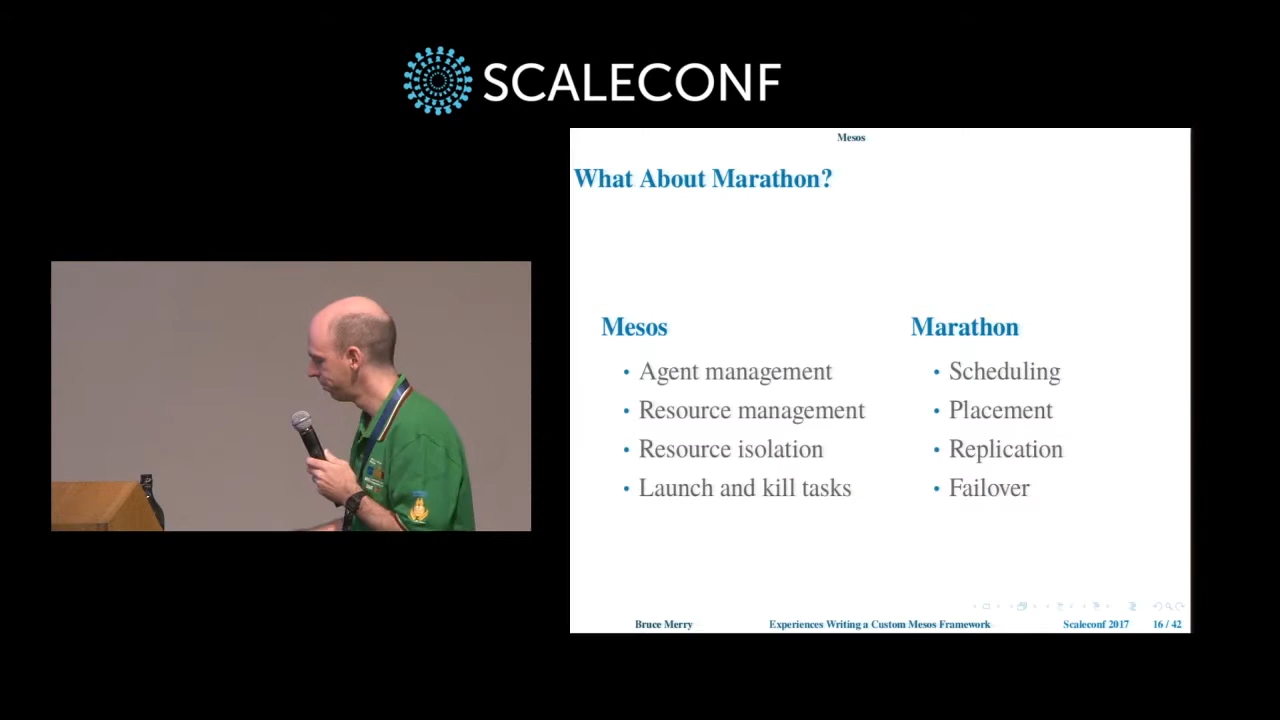 SCALECONF
Mesos
What About Marathon?
Mesos
• Agent management
• Resource management
• Resource isolation
• Launch and kill tasks
Marathon
• Scheduling
• Placement
• Replication
• Failover
Bruce Merry
Experiences Writing a Custom Mesos Framework
Scaleconf 2017
16 / 42